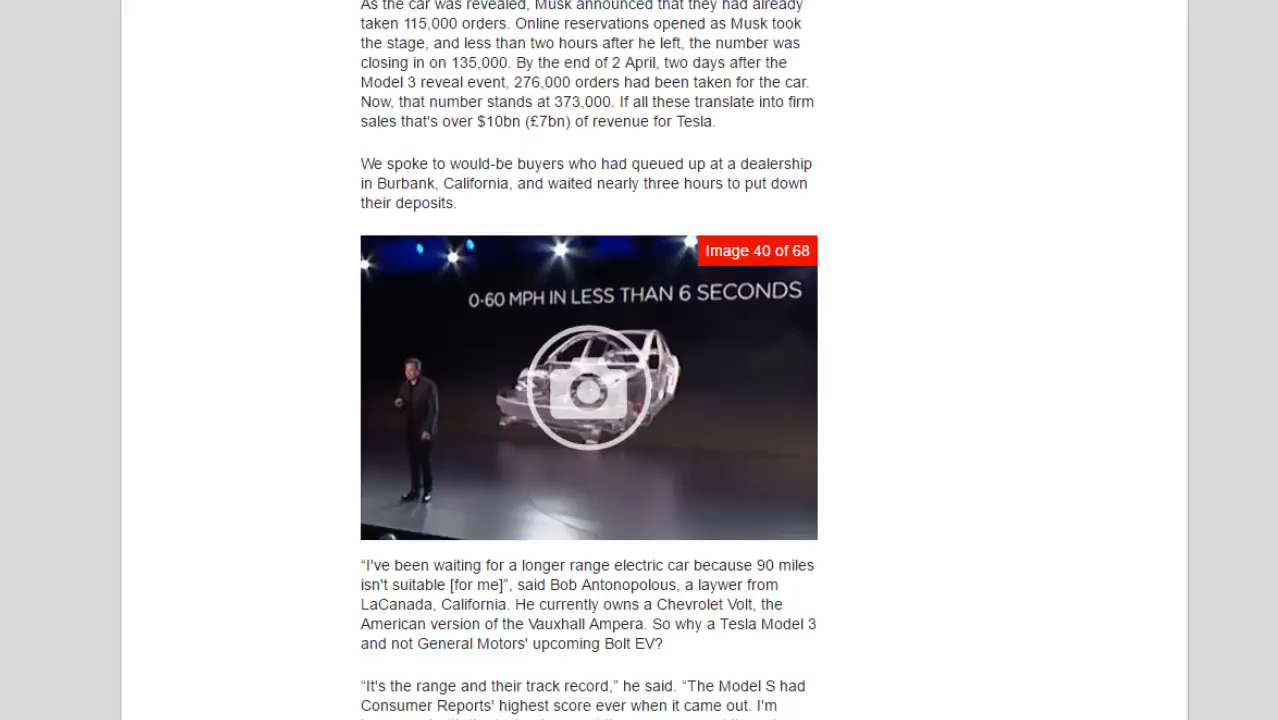 As the car was revealed, Musk announced that they had already
taken 115,000 orders. Online reservations opened as Musk took
the stage, and less than two hours after he left, the number was
closing in on 135,000. By the end of 2 April, two days after the
Model 3 reveal event, 276,000 orders had been taken for the car.
Now, that number stands at 373,000. If all these translate into firm
sales that's over $10bn (£7bn) of revenue for Tesla.
We spoke to would-be buyers who had queued up at a dealership
in Burbank, California, and waited nearly three hours to put down
their deposits.
Image 40 of 68
0-60 MPH IN LESS THAN 6 SECONDS
“I've been waiting for a longer range electric car because 90 miles
isn't suitable [for me]”, said Bob Antonopolous, a laywer from
LaCanada, California. He currently owns a Chevrolet Volt, the
American version of the Vauxhall Ampera. So why a Tesla Model 3
and not General Motors' upcoming Bolt EV?
“It's the range and their track record,” he said. “The Model S had
Consumer Reports' highest score ever when it came out. I'm